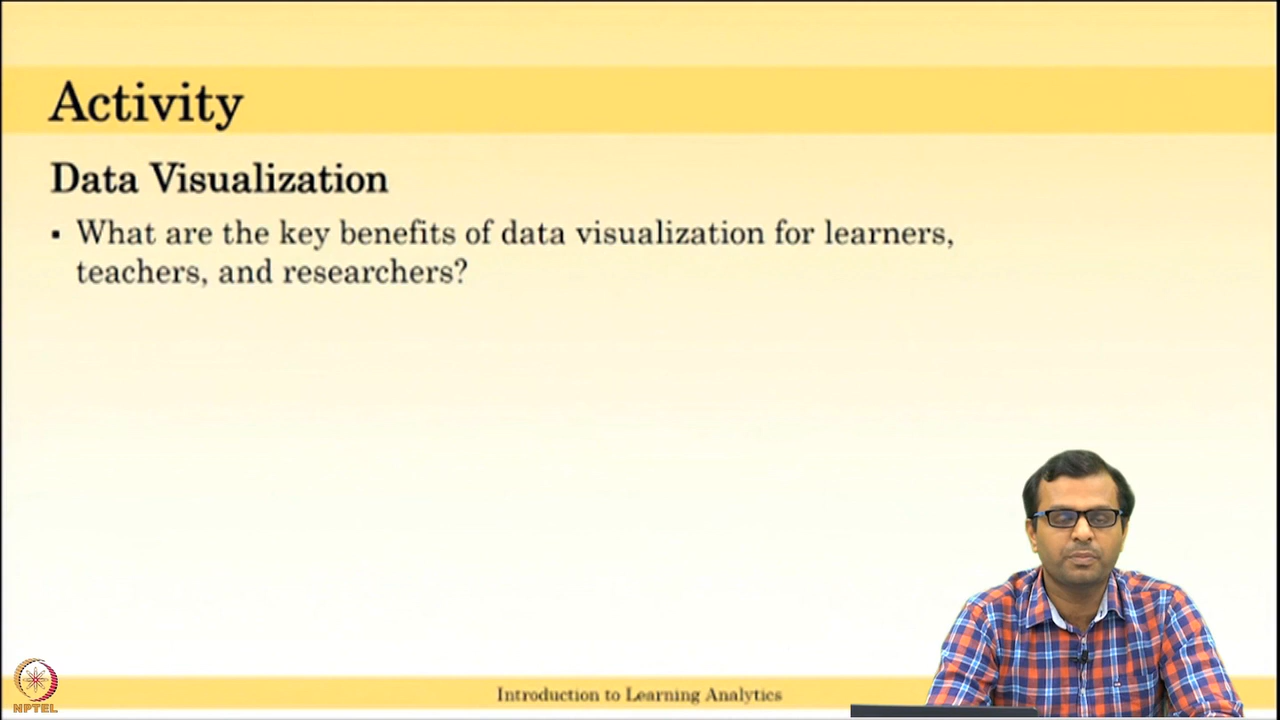 Activity
Data Visualization
▪ What are the key benefits of data visualization for learners,
teachers, and researchers?
Introduction to Learning Analytics
NPTEL